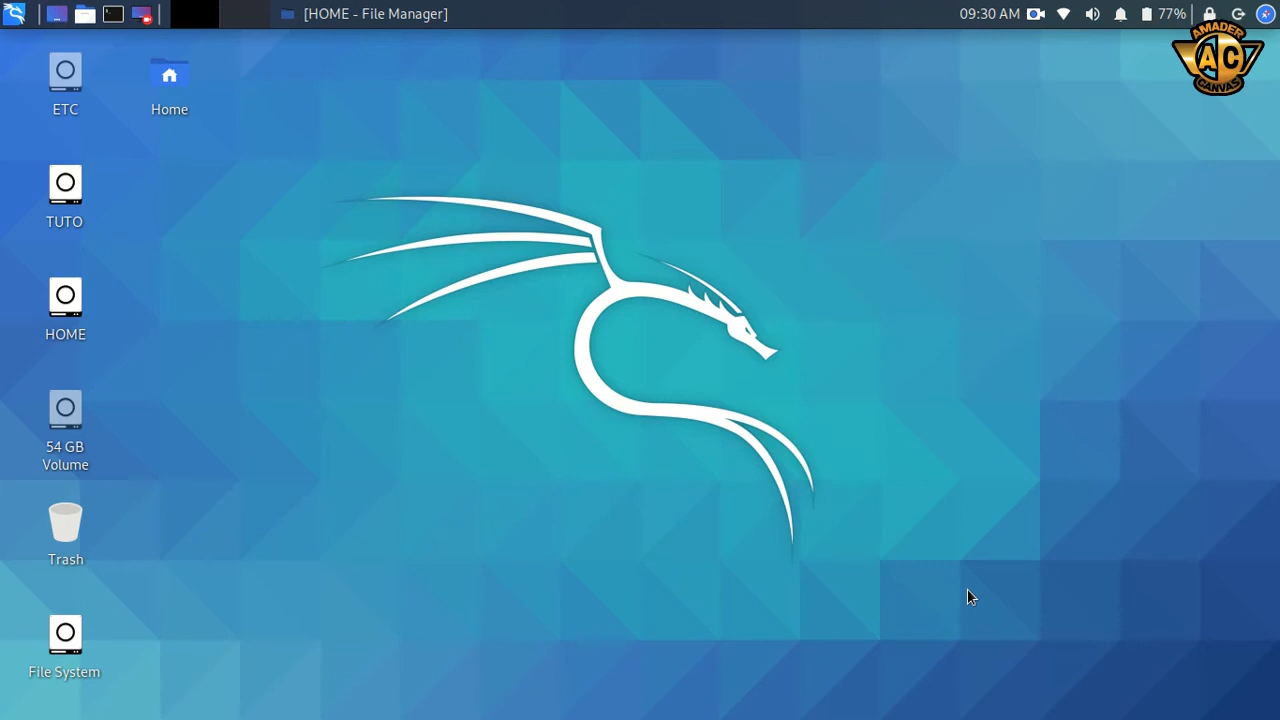 [HOME - File Manager]
09:30 AM
77%
AMADER
AC
CANVAS
ETC
Home
TUTO
HOME
54 GB
Volume
Trash
File System